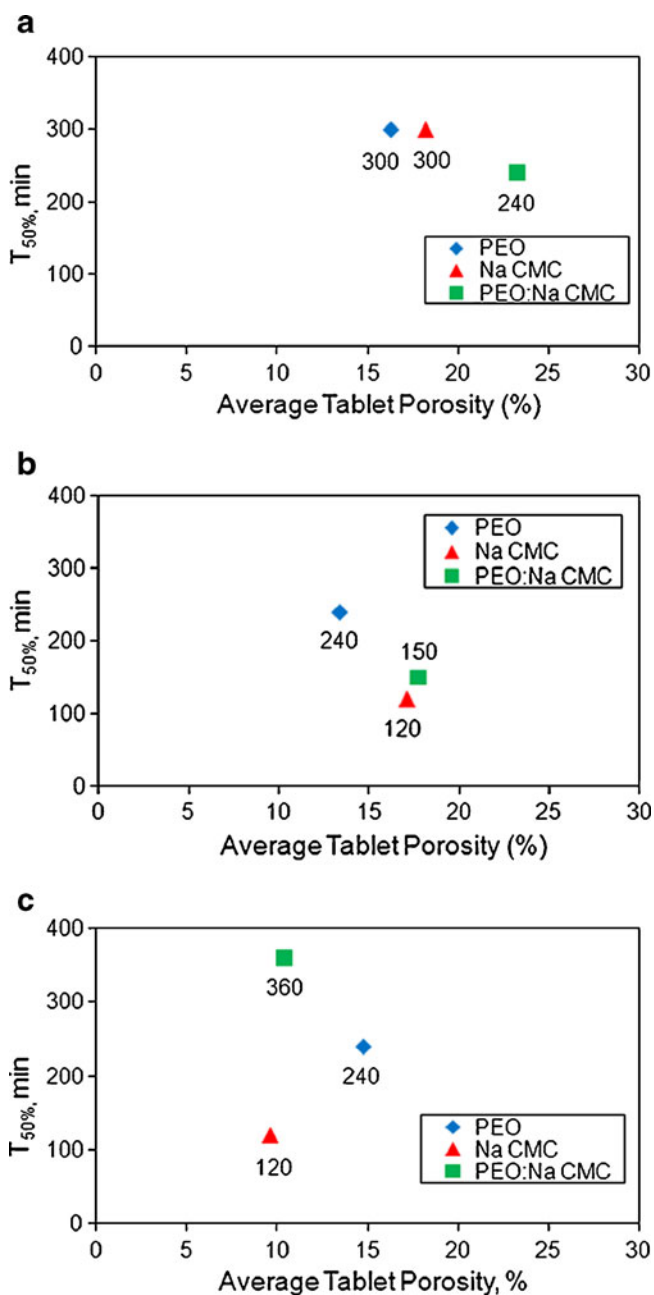 a
400
300
200
100
0
T50%, min
300
300
240
PEO
Na CMC
PEO:Na CMC
0 5 10 15 20 25 30
Average Tablet Porosity (%)
b
400
300
200
100
0
T50%, min
PEO
Na CMC
PEO:Na CMC
240
150
120
0 5 10 15 20 25 30
Average Tablet Porosity (%)
c
400
300
200
100
0
T50%, min
360
240
120
PEO
Na CMC
PEO:Na CMC
0 5 10 15 20 25 30
Average Tablet Porosity, %